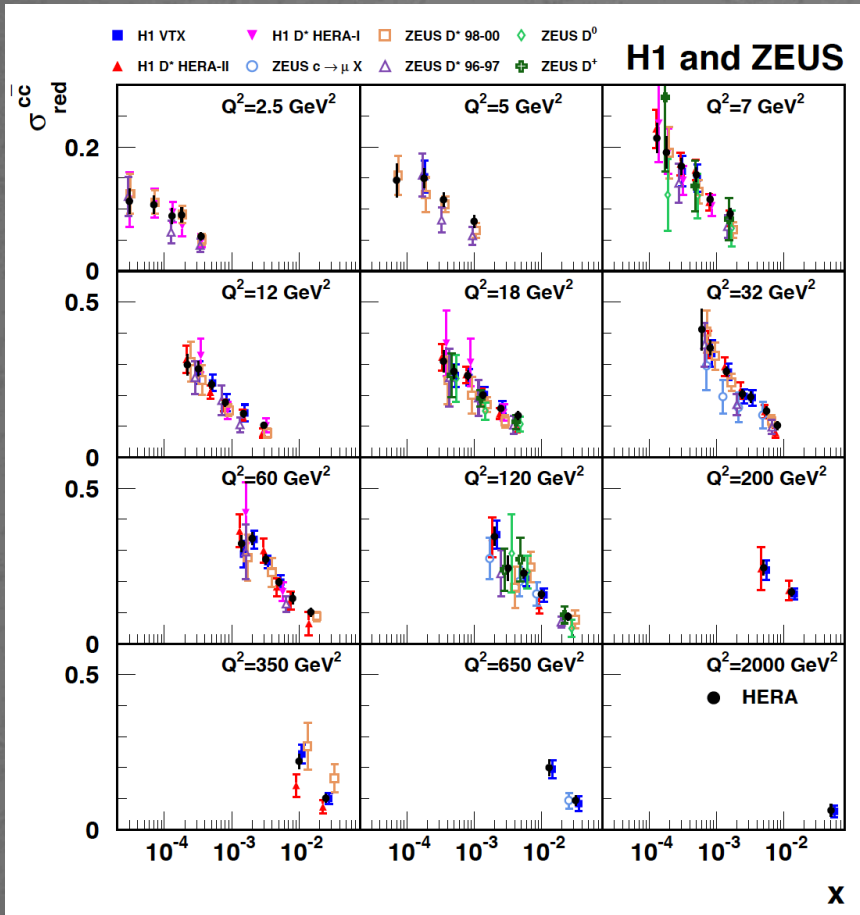 H1 VTX H1 D* HERA-I ZEUS D* 98-00 ZEUS D⁰
H1 and ZEUS
H1 D* HERA-II ZEUS c → μ X ZEUS D* 96-97 ZEUS D⁺
σ_red^cc̄
Q²=2.5 GeV² Q²=5 GeV² Q²=7 GeV²
0.2
0
Q²=12 GeV² Q²=18 GeV² Q²=32 GeV²
0.5
0
Q²=60 GeV² Q²=120 GeV² Q²=200 GeV²
0.5
0
Q²=350 GeV² Q²=650 GeV² Q²=2000 GeV²
0.5
HERA
0
10⁻⁴ 10⁻³ 10⁻² 10⁻⁴ 10⁻³ 10⁻² 10⁻⁴ 10⁻³ 10⁻²
x